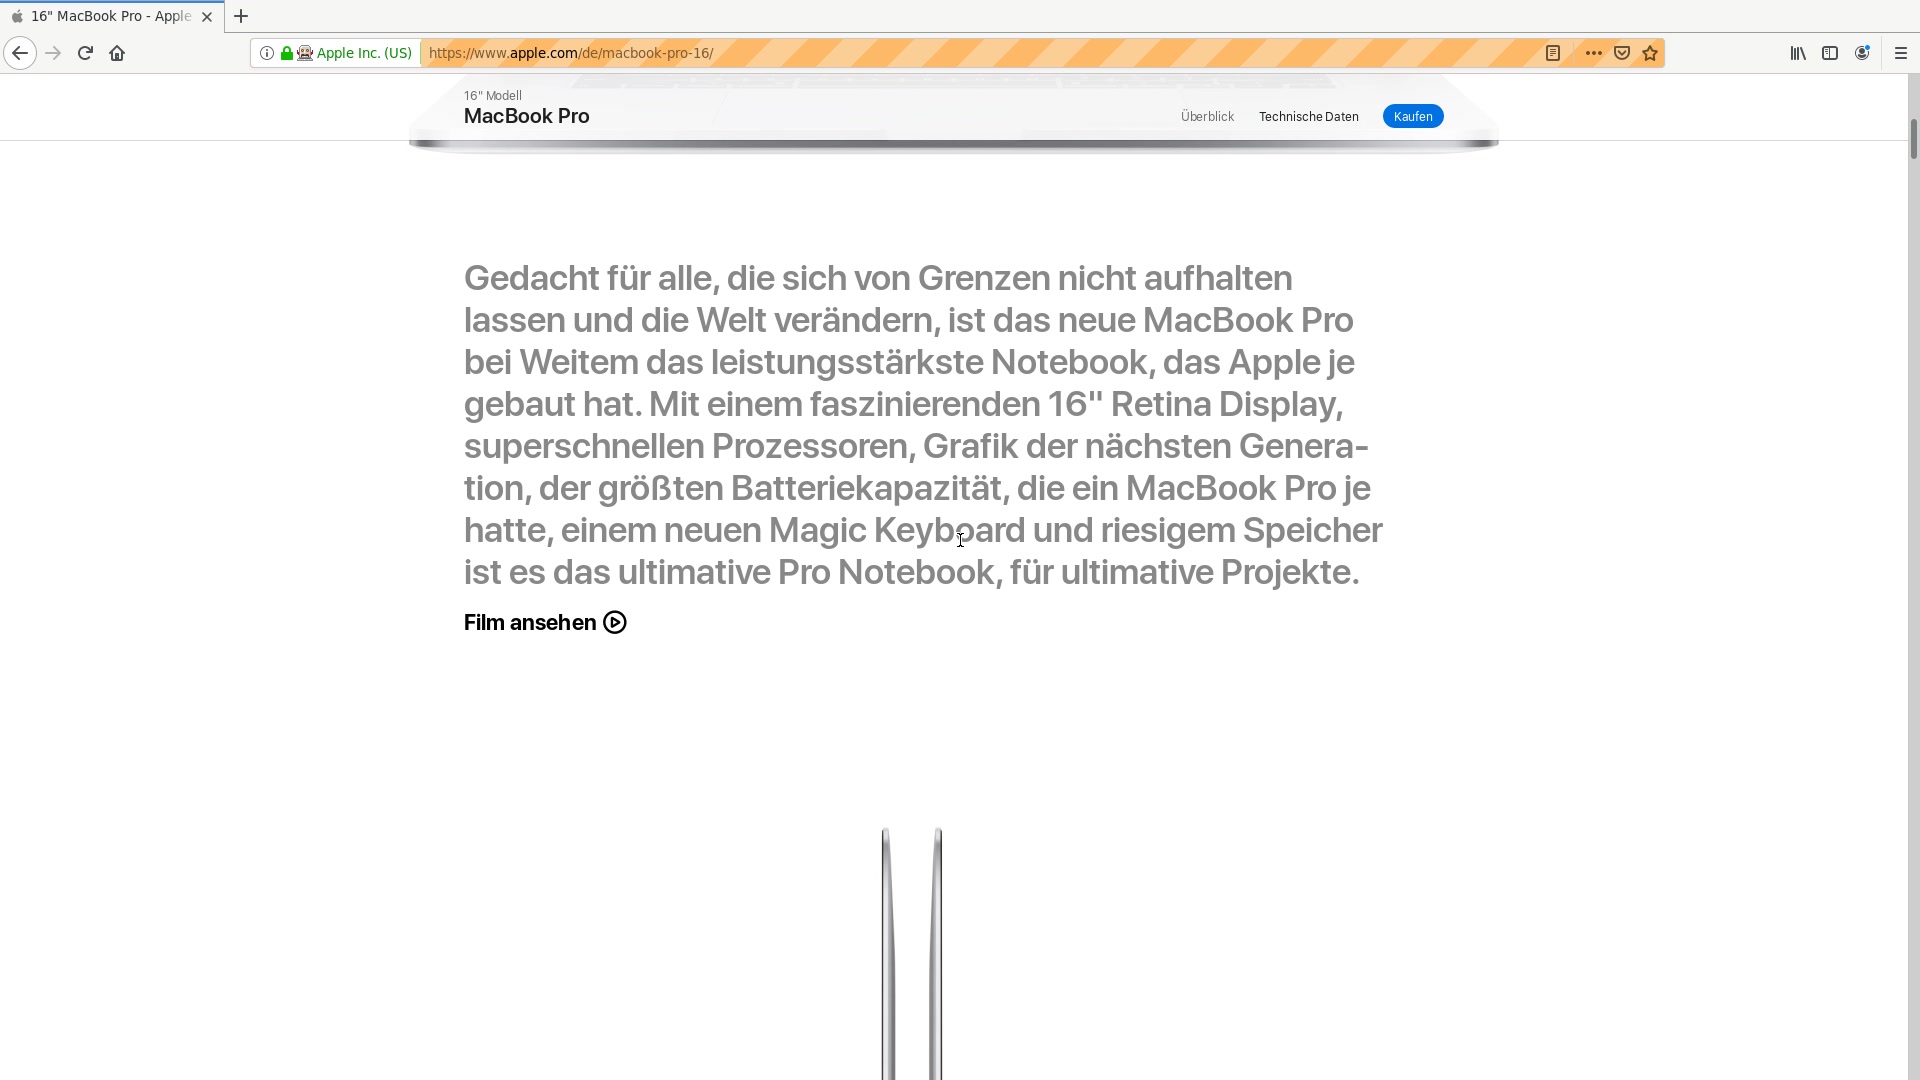 16" MacBook Pro - Apple
Apple Inc. (US)
https://www.apple.com/de/macbook-pro-16/
16" Modell
MacBook Pro
Überblick
Technische Daten
Kaufen
Gedacht für alle, die sich von Grenzen nicht aufhalten
lassen und die Welt verändern, ist das neue MacBook Pro
bei Weitem das leistungsstärkste Notebook, das Apple je
gebaut hat. Mit einem faszinierenden 16" Retina Display,
superschnellen Prozessoren, Grafik der nächsten Genera-
tion, der größten Batteriekapazität, die ein MacBook Pro je
hatte, einem neuen Magic Keyboard und riesigem Speicher
ist es das ultimative Pro Notebook, für ultimative Projekte.
Film ansehen